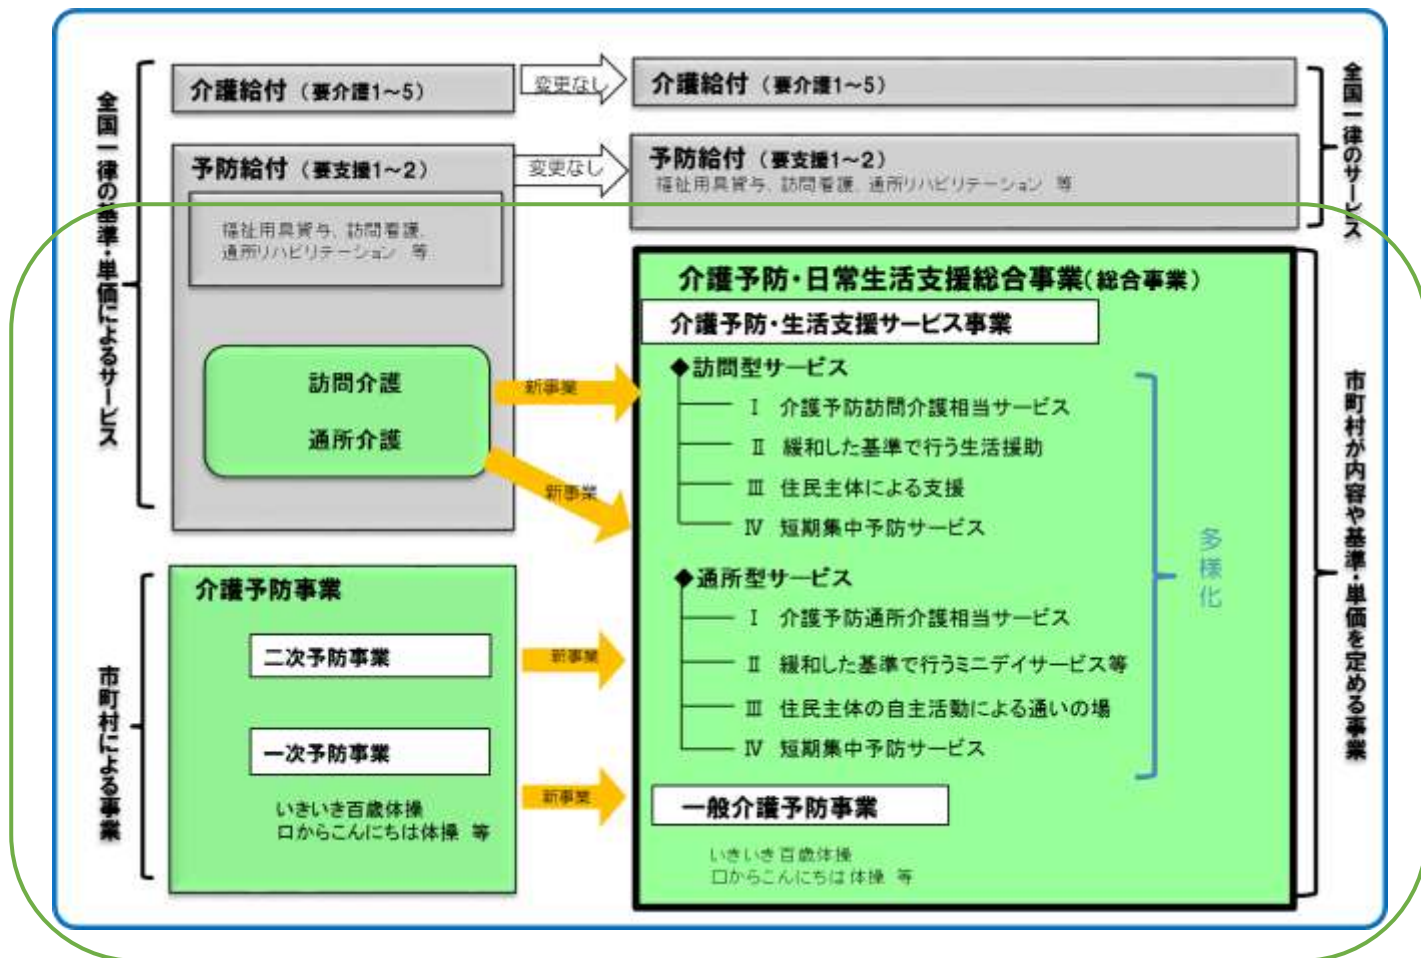 全国一律の基準・単価によるサービス
介護給付（要介護1～5）
変更なし
介護給付（要介護1～5）
全国一律のサービス
予防給付（要支援1～2）
変更なし
予防給付（要支援1～2）
福祉用具貸与、訪問看護、通所リハビリテーション 等
福祉用具貸与、訪問看護、
通所リハビリテーション 等
訪問介護
通所介護
新事業
新事業
介護予防・日常生活支援総合事業（総合事業）
介護予防・生活支援サービス事業
◆訪問型サービス
Ⅰ 介護予防訪問介護相当サービス
Ⅱ 緩和した基準で行う生活援助
Ⅲ 住民主体による支援
Ⅳ 短期集中予防サービス
◆通所型サービス
Ⅰ 介護予防通所介護相当サービス
Ⅱ 緩和した基準で行うミニデイサービス等
Ⅲ 住民主体の自主活動による通いの場
Ⅳ 短期集中予防サービス
多様化
市町村が内容や基準・単価を定める事業
市町村による事業
介護予防事業
二次予防事業
新事業
一次予防事業
いきいき百歳体操
口からこんにちは体操 等
新事業
一般介護予防事業
いきいき百歳体操
口からこんにちは体操 等